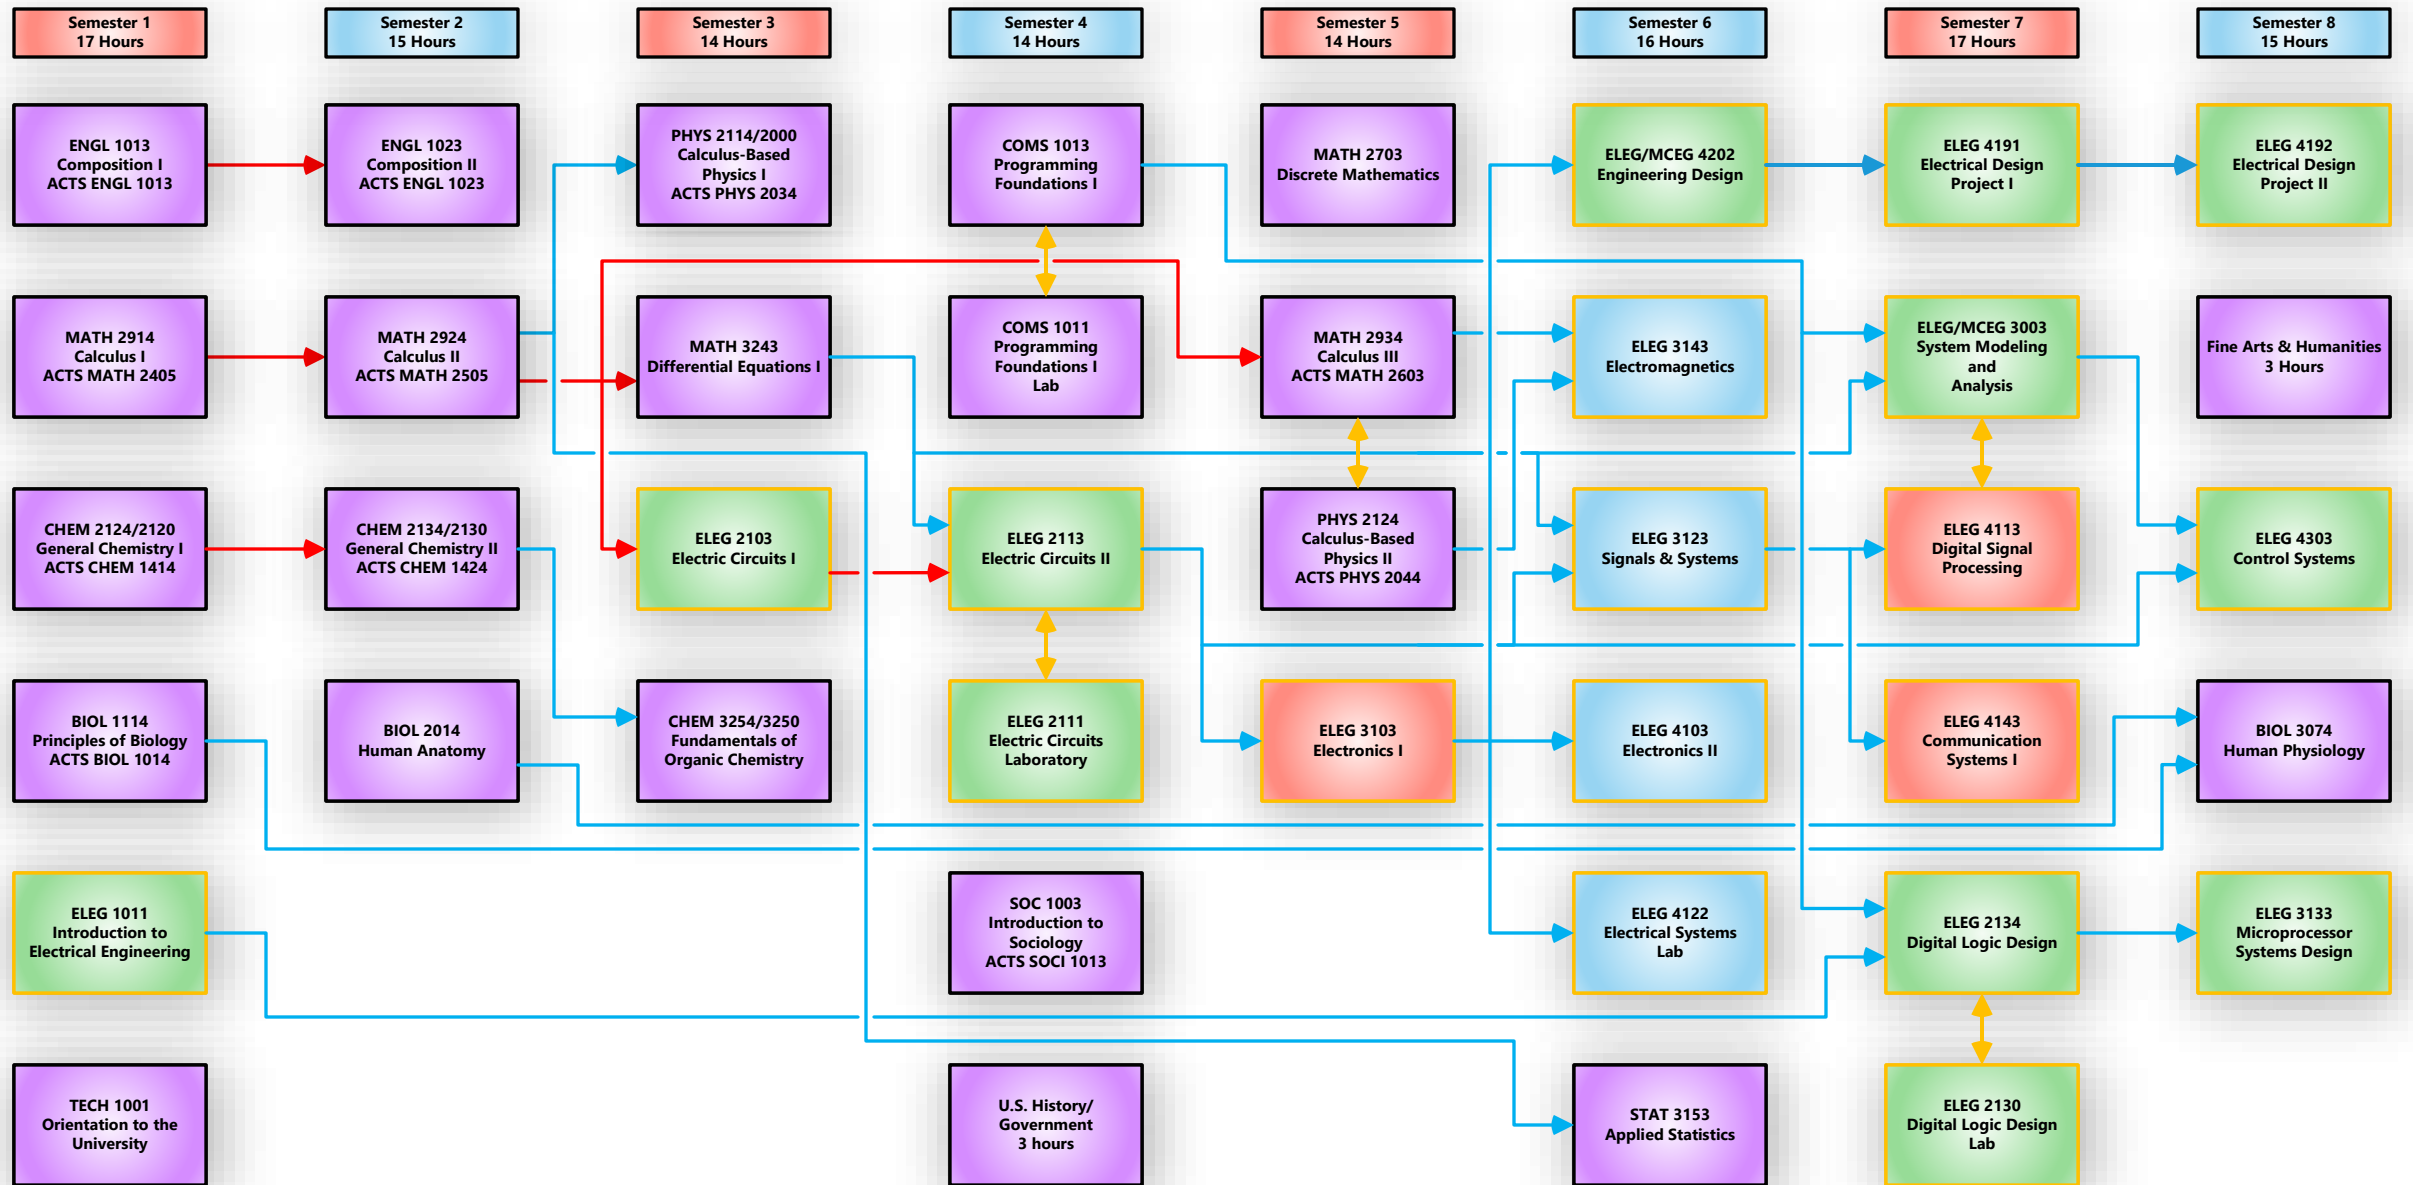 Semester 1
17 Hours
Semester 2
15 Hours
Semester 3
14 Hours
Semester 4
14 Hours
Semester 5
14 Hours
Semester 6
16 Hours
Semester 7
17 Hours
Semester 8
15 Hours
ENGL 1013
Composition I
ACTS ENGL 1013
ENGL 1023
Composition II
ACTS ENGL 1023
PHYS 2114/2000
Calculus-Based
Physics I
ACTS PHYS 2034
COMS 1013
Programming
Foundations I
MATH 2703
Discrete Mathematics
ELEG/MCEG 4202
Engineering Design
ELEG 4191
Electrical Design
Project I
ELEG 4192
Electrical Design
Project II
MATH 2914
Calculus I
ACTS MATH 2405
MATH 2924
Calculus II
ACTS MATH 2505
MATH 3243
Differential Equations I
COMS 1011
Programming
Foundations I
Lab
MATH 2934
Calculus III
ACTS MATH 2603
ELEG 3143
Electromagnetics
ELEG/MCEG 3003
System Modeling
and
Analysis
Fine Arts & Humanities
3 Hours
CHEM 2124/2120
General Chemistry I
ACTS CHEM 1414
CHEM 2134/2130
General Chemistry II
ACTS CHEM 1424
ELEG 2103
Electric Circuits I
ELEG 2113
Electric Circuits II
PHYS 2124
Calculus-Based
Physics II
ACTS PHYS 2044
ELEG 3123
Signals & Systems
ELEG 4113
Digital Signal
Processing
ELEG 4303
Control Systems
BIOL 1114
Principles of Biology
ACTS BIOL 1014
BIOL 2014
Human Anatomy
CHEM 3254/3250
Fundamentals of
Organic Chemistry
ELEG 2111
Electric Circuits
Laboratory
ELEG 3103
Electronics I
ELEG 4103
Electronics II
ELEG 4143
Communication
Systems I
BIOL 3074
Human Physiology
ELEG 1011
Introduction to
Electrical Engineering
SOC 1003
Introduction to
Sociology
ACTS SOCI 1013
ELEG 4122
Electrical Systems
Lab
ELEG 2134
Digital Logic Design
ELEG 3133
Microprocessor
Systems Design
TECH 1001
Orientation to the
University
U.S. History/
Government
3 hours
STAT 3153
Applied Statistics
ELEG 2130
Digital Logic Design
Lab